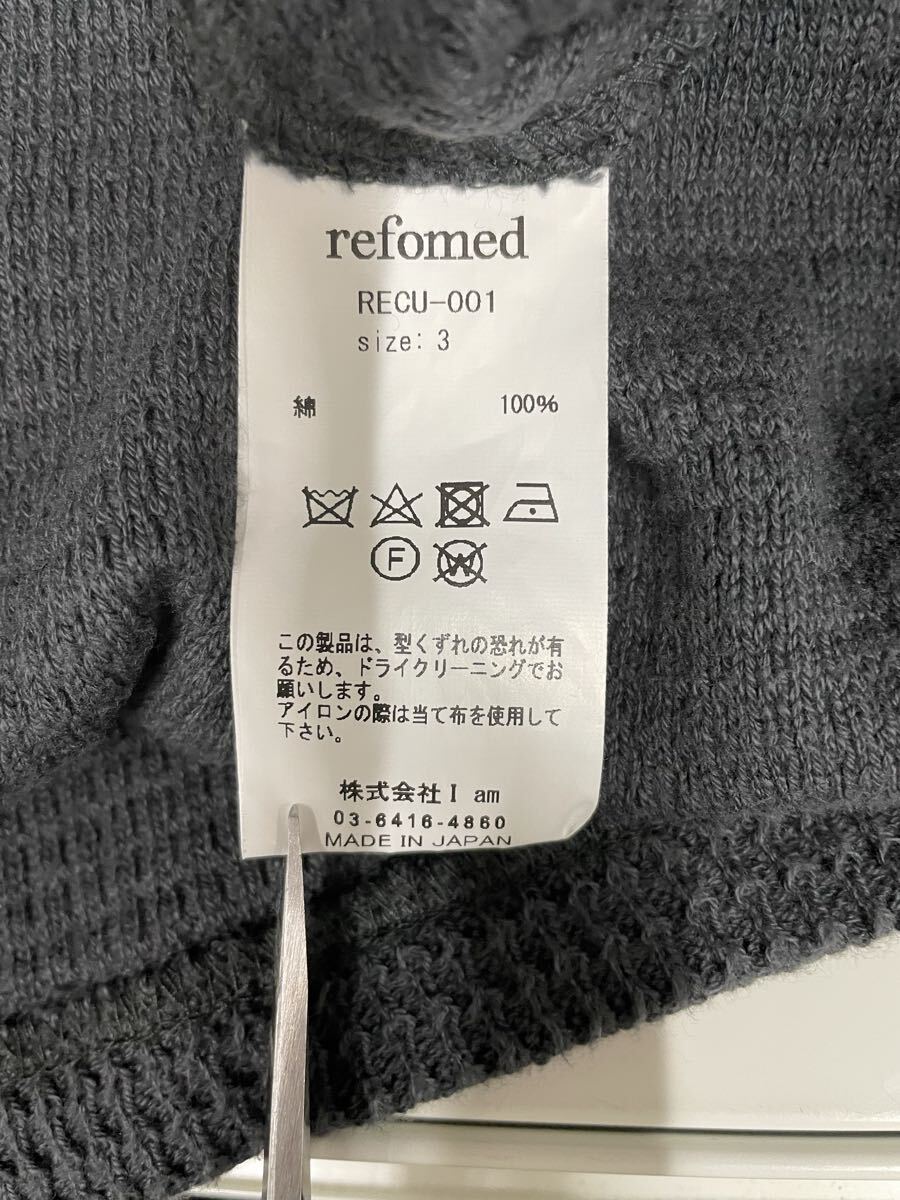 refomed
RECU-001
size: 3
綿 100%
F
W
この製品は、型くずれの恐れが有
るため、ドライクリーニングでお
願いします。
アイロンの際は当て布を使用して
下さい。
株式会社I am
03-6416-4860
MADE IN JAPAN